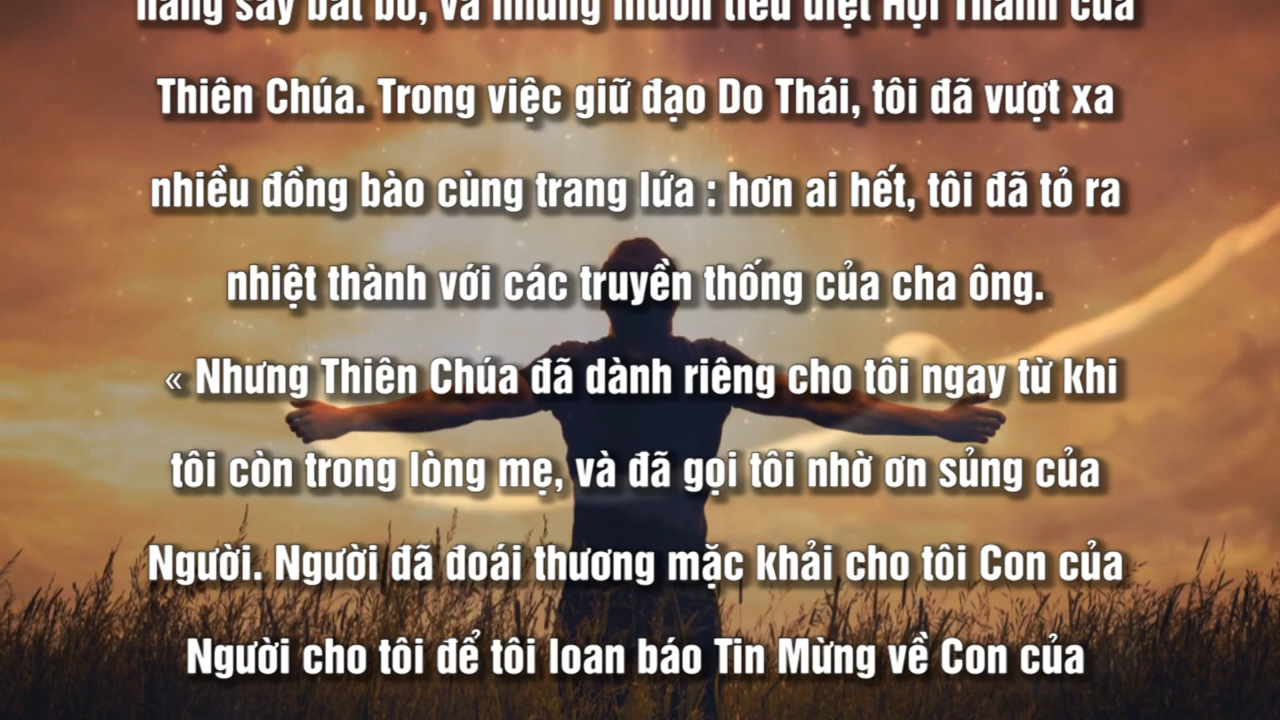 hăng say bắt bớ, và những muốn tiêu diệt Hội Thánh của
Thiên Chúa. Trong việc giữ đạo Do Thái, tôi đã vượt xa
nhiều đồng bào cùng trang lứa : hơn ai hết, tôi đã tỏ ra
nhiệt thành với các truyền thống của cha ông.
« Nhưng Thiên Chúa đã dành riêng cho tôi ngay từ khi
tôi còn trong lòng mẹ, và đã gọi tôi nhờ ơn sủng của
Người. Người đã đoái thương mặc khải cho tôi Con của
Người cho tôi để tôi loan báo Tin Mừng về Con của